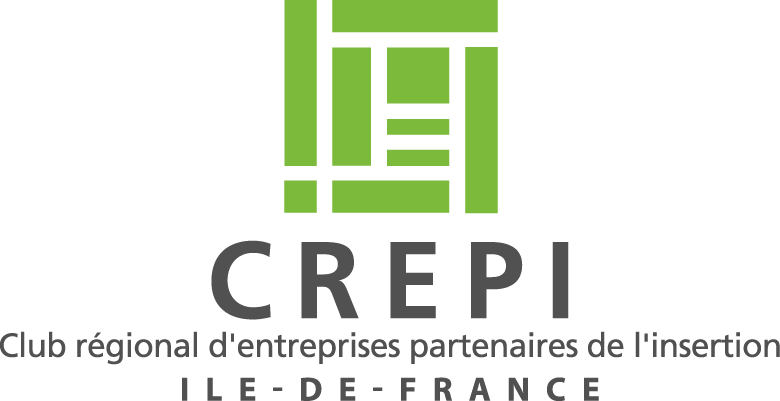 CREPI
Club régional d'entreprises partenaires de l'insertion
ILE-DE-FRANCE